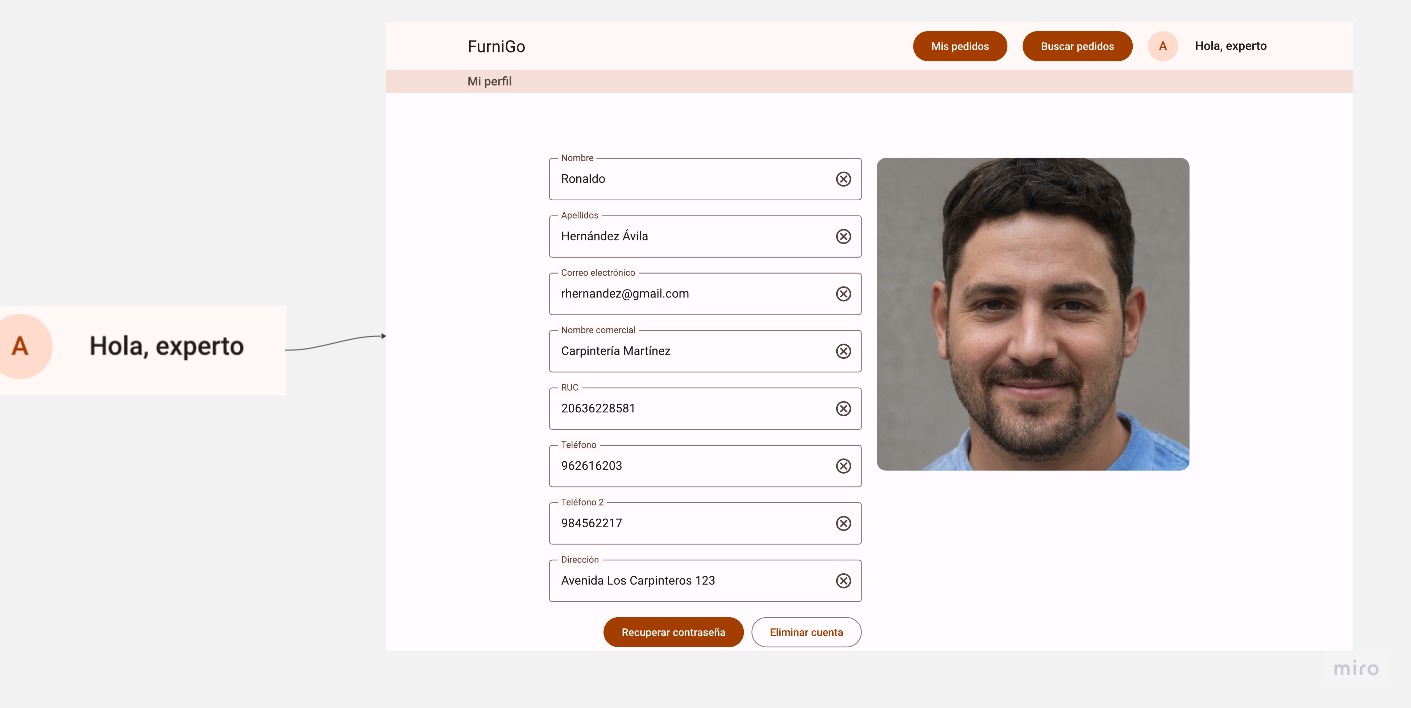 FurniGo
Mis pedidos
Buscar pedidos
A
Hola, experto
Mi perfil
Nombre
Ronaldo
Apellidos
Hernández Ávila
Correo electrónico
rhernandez@gmail.com
Nombre comercial
Carpintería Martínez
RUC
20636228581
Teléfono
962616203
Teléfono 2
984562217
Dirección
Avenida Los Carpinteros 123
Recuperar contraseña
Eliminar cuenta
A
Hola, experto
miro